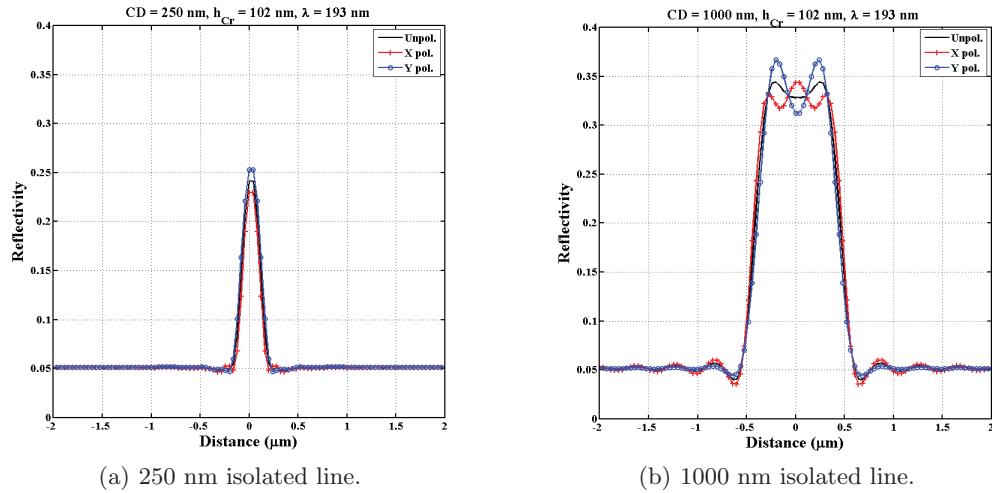 CD = 250 nm, h_Cr = 102 nm, λ = 193 nm
0.4
0.35
0.3
0.25
0.2
0.15
0.1
0.05
0
Reflectivity
-2 -1.5 -1 -0.5 0 0.5 1 1.5 2
Distance (μm)
Unpol.
X pol.
Y pol.
(a) 250 nm isolated line.
CD = 1000 nm, h_Cr = 102 nm, λ = 193 nm
0.4
0.35
0.3
0.25
0.2
0.15
0.1
0.05
0
Reflectivity
-2 -1.5 -1 -0.5 0 0.5 1 1.5 2
Distance (μm)
Unpol.
X pol.
Y pol.
(b) 1000 nm isolated line.